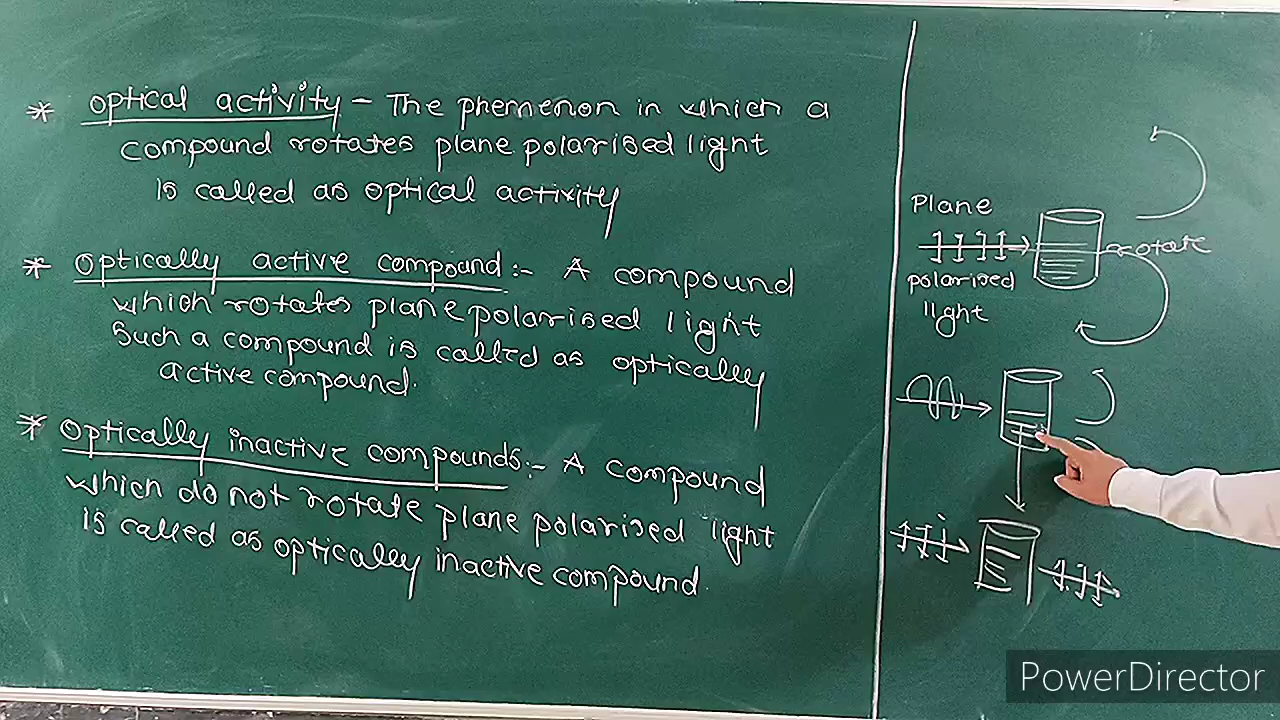 * optical activity - The phemenon in which a
compound rotates plane polarised light
is called as optical activity
* optically active compound :- A compound
which rotates plane polarised light
such a compound is called as optically
active compound.
* optically inactive compounds :- A compound
which do not rotate plane polarised light
is called as optically inactive compound.
Plane
rotate
polarised
light
PowerDirector